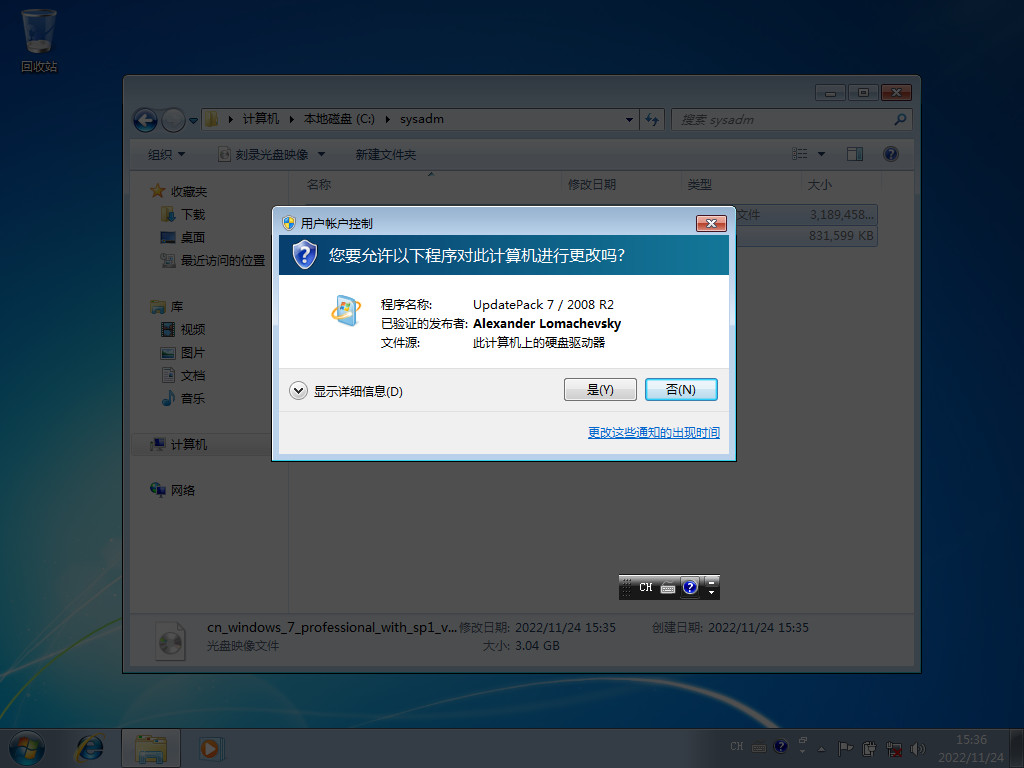 回收站
计算机 本地磁盘 (C:) sysadm
搜索 sysadm
组织 刻录光盘映像 新建文件夹
名称 修改日期 类型 大小
收藏夹
下载
桌面
最近访问的位置
库
视频
图片
文档
音乐
计算机
网络
文件 3,189,458...
831,599 KB
用户帐户控制
您要允许以下程序对此计算机进行更改吗?
程序名称: UpdatePack 7 / 2008 R2
已验证的发布者: Alexander Lomachevsky
文件源: 此计算机上的硬盘驱动器
显示详细信息(D) 是(Y) 否(N)
更改这些通知的出现时间
CH
cn_windows_7_professional_with_sp1_v... 修改日期: 2022/11/24 15:35 创建日期: 2022/11/24 15:35
光盘映像文件 大小: 3.04 GB
CH
15:36
2022/11/24